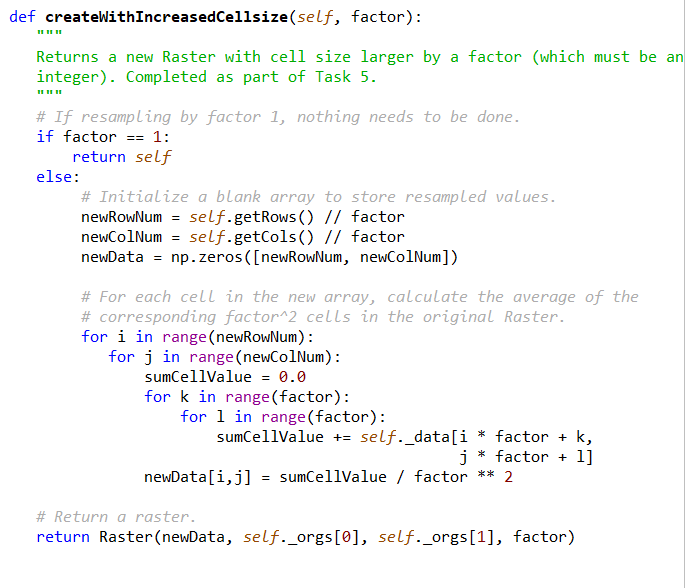 def createWithIncreasedCellsize(self, factor):
    """
    Returns a new Raster with cell size larger by a factor (which must be an
    integer). Completed as part of Task 5.
    """
    # If resampling by factor 1, nothing needs to be done.
    if factor == 1:
        return self
    else:
         # Initialize a blank array to store resampled values.
         newRowNum = self.getRows() // factor
         newColNum = self.getCols() // factor
         newData = np.zeros([newRowNum, newColNum])

         # For each cell in the new array, calculate the average of the
         # corresponding factor^2 cells in the original Raster.
         for i in range(newRowNum):
            for j in range(newColNum):
                sumCellValue = 0.0
                for k in range(factor):
                    for l in range(factor):
                        sumCellValue += self._data[i * factor + k,
                                                   j * factor + l]
                newData[i,j] = sumCellValue / factor ** 2

    # Return a raster.
    return Raster(newData, self._orgs[0], self._orgs[1], factor)